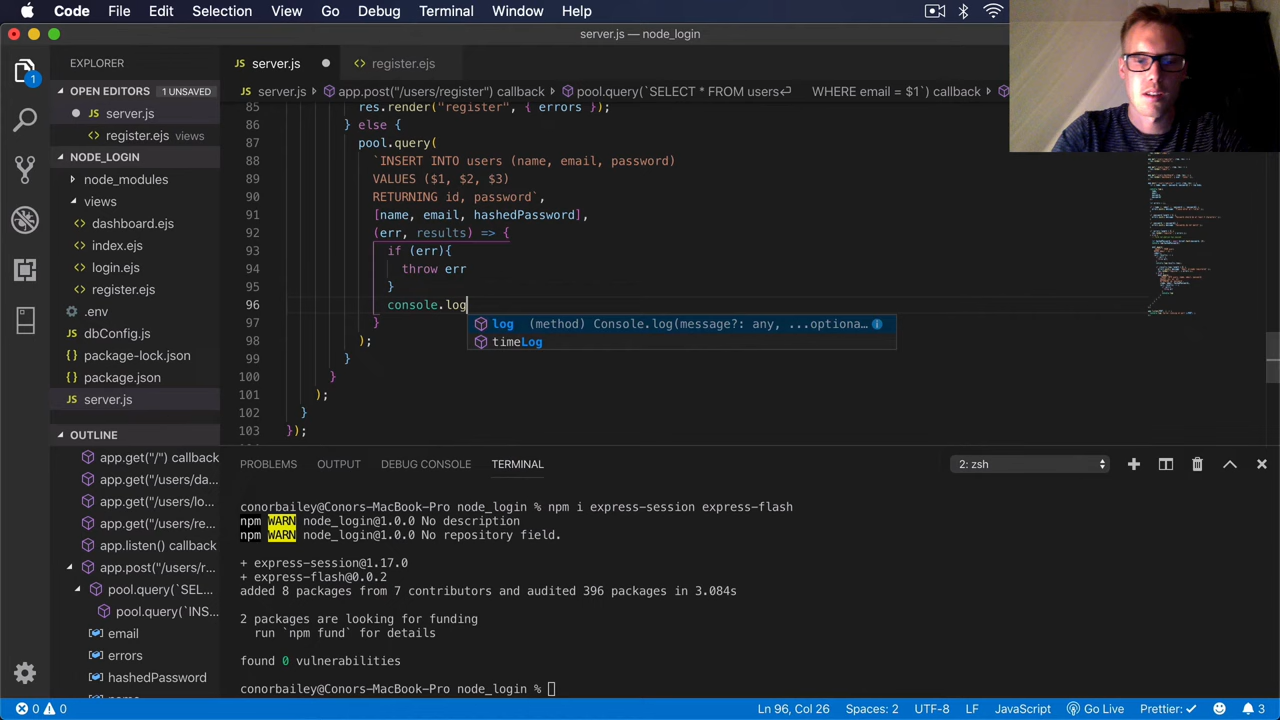 Code File Edit Selection View Go Debug Terminal Window Help
server.js — node_login
EXPLORER
OPEN EDITORS 1 UNSAVED
server.js
register.ejs views
NODE_LOGIN
node_modules
views
dashboard.ejs
index.ejs
login.ejs
register.ejs
.env
JS dbConfig.js
{} package-lock.json
{} package.json
JS server.js
OUTLINE
app.get("/") callback
app.get("/users/da...
app.get("/users/lo...
app.get("/users/re...
app.listen() callback
app.post("/users/r...
pool.query(`SEL...
pool.query(`INS...
email
errors
hashedPassword
1
JS server.js
register.ejs
JS server.js › app.post("/users/register") callback › pool.query(`SELECT * FROM users↵ WHERE email = $1`) callback ›
85 res.render("register", { errors });
86 } else {
87 pool.query(
88 `INSERT INTO users (name, email, password)
89 VALUES ($1, $2, $3)
90 RETURNING id, password`,
91 [name, email, hashedPassword],
92 (err, results) => {
93 if (err){
94 throw err
95 }
96 console.log
log (method) Console.log(message?: any, ...optiona…
timeLog
97 }
98 );
99 }
100 }
101 );
102 }
103 });
PROBLEMS OUTPUT DEBUG CONSOLE TERMINAL
2: zsh
conorbailey@Conors-MacBook-Pro node_login % npm i express-session express-flash
npm WARN node_login@1.0.0 No description
npm WARN node_login@1.0.0 No repository field.
+ express-session@1.17.0
+ express-flash@0.0.2
added 8 packages from 7 contributors and audited 396 packages in 3.084s
2 packages are looking for funding
run `npm fund` for details
found 0 vulnerabilities
conorbailey@Conors-MacBook-Pro node_login %
0 0
Ln 96, Col 26 Spaces: 2 UTF-8 LF JavaScript Go Live Prettier: ✓ 3